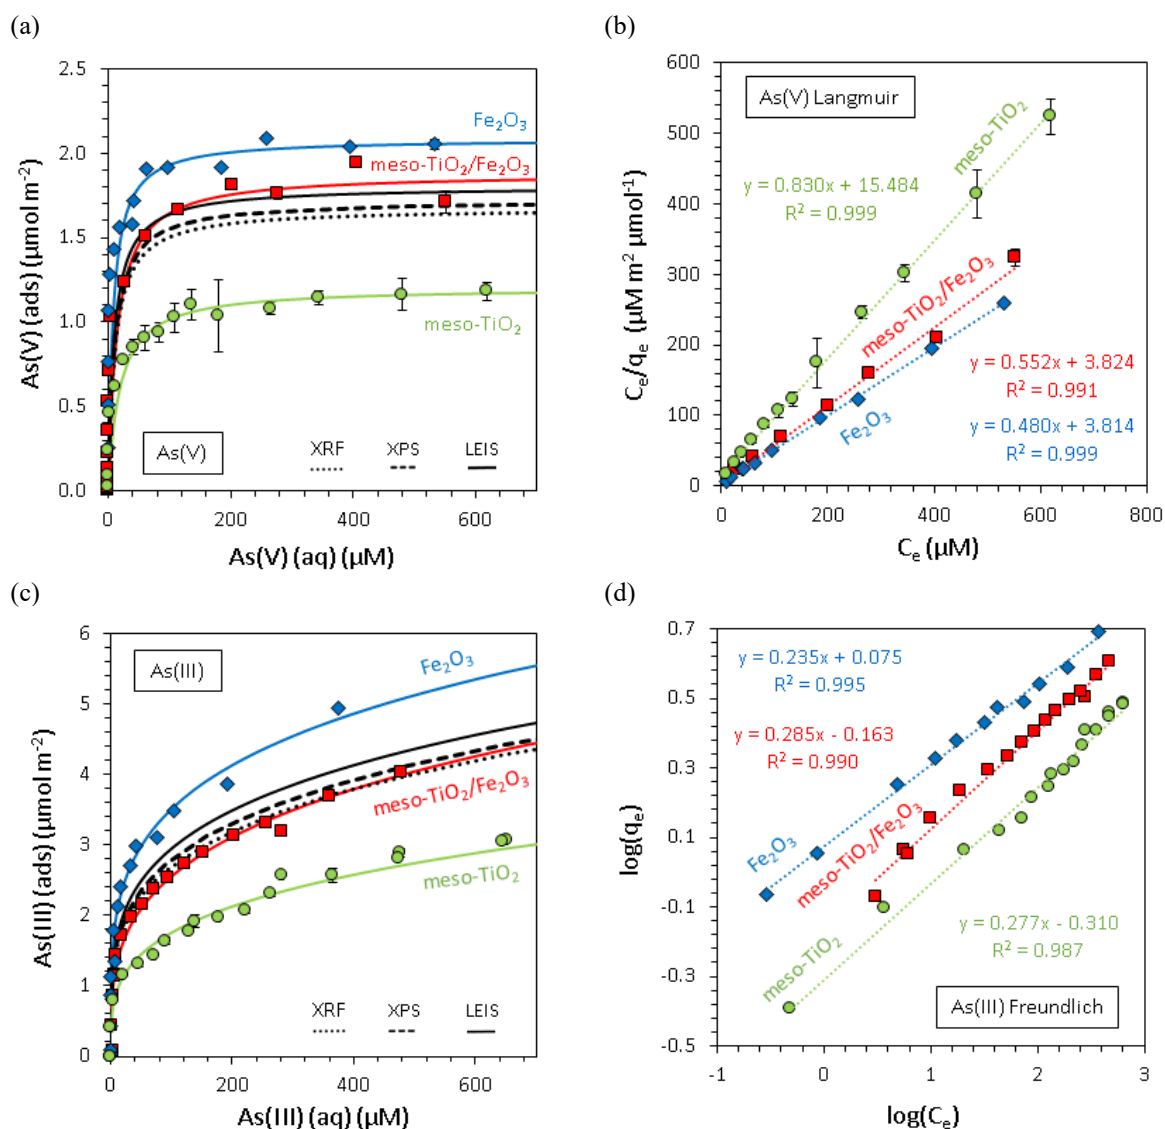 (a)
2.5
2.0
1.5
1.0
0.5
0.0
As(V) (ads) (µmol m⁻²)
Fe₂O₃
meso-TiO₂/Fe₂O₃
meso-TiO₂
As(V)
XRF XPS LEIS
0 200 400 600
As(V) (aq) (µM)
(b)
600
500
400
300
200
100
0
Cₑ/qₑ (µM m² µmol⁻¹)
As(V) Langmuir
meso-TiO₂
y = 0.830x + 15.484
R² = 0.999
meso-TiO₂/Fe₂O₃
y = 0.552x + 3.824
R² = 0.991
Fe₂O₃
y = 0.480x + 3.814
R² = 0.999
0 200 400 600 800
Cₑ (µM)
(c)
6
5
4
3
2
1
0
As(III) (ads) (µmol m⁻²)
As(III)
Fe₂O₃
meso-TiO₂/Fe₂O₃
meso-TiO₂
XRF XPS LEIS
0 200 400 600
As(III) (aq) (µM)
(d)
0.7
0.5
0.3
0.1
-0.1
-0.3
-0.5
log(qₑ)
y = 0.235x + 0.075
R² = 0.995
y = 0.285x - 0.163
R² = 0.990
Fe₂O₃
meso-TiO₂/Fe₂O₃
meso-TiO₂
y = 0.277x - 0.310
R² = 0.987
As(III) Freundlich
-1 0 1 2 3
log(Cₑ)